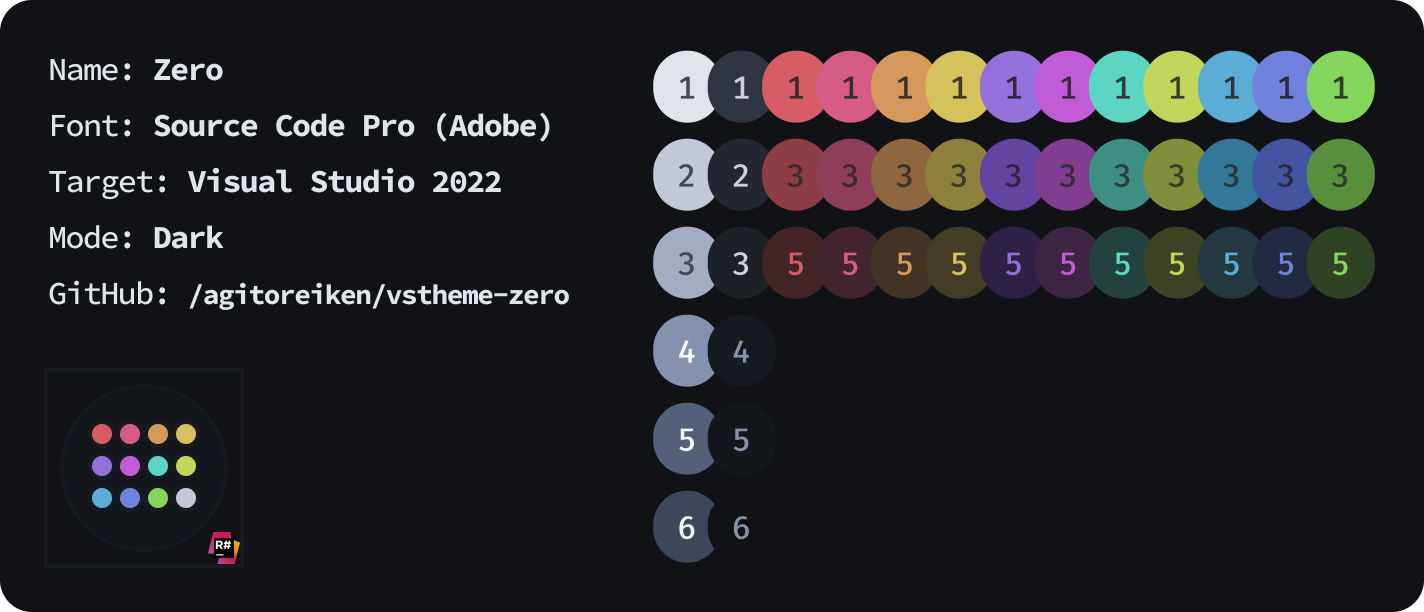 Name: Zero
Font: Source Code Pro (Adobe)
Target: Visual Studio 2022
Mode: Dark
GitHub: /agitoreiken/vstheme-zero
R#
1 1 1 1 1 1 1 1 1 1 1 1 1
2 2 3 3 3 3 3 3 3 3 3 3 3
3 3 5 5 5 5 5 5 5 5 5 5 5
4 4
5 5
6 6